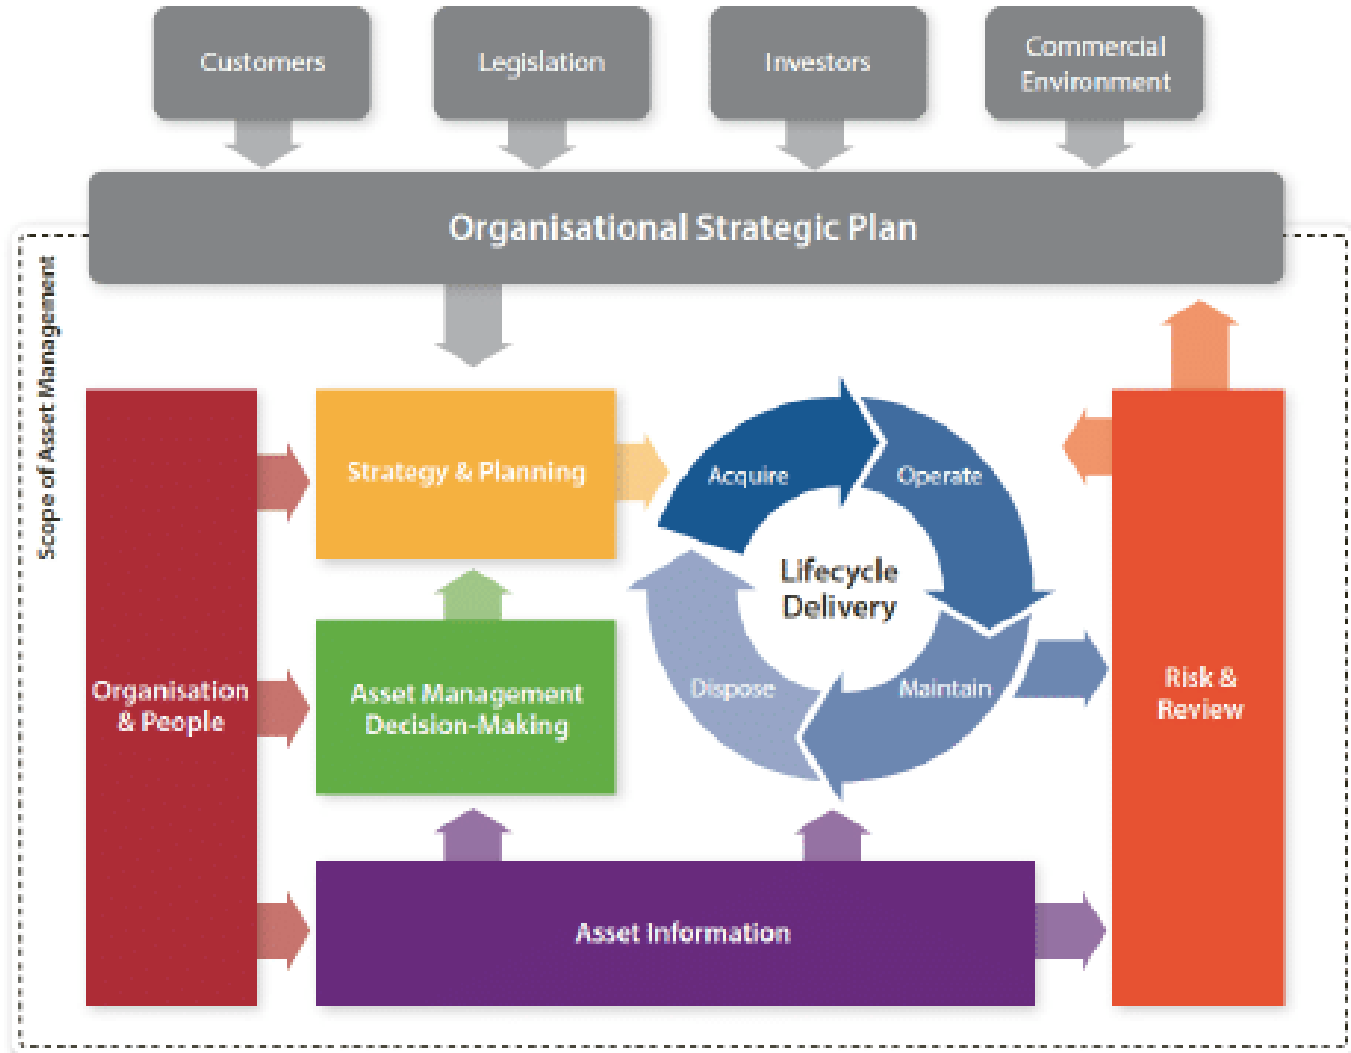 Customers
Legislation
Investors
Commercial
Environment
Organisational Strategic Plan
Scope of Asset Management
Strategy & Planning
Acquire
Operate
Lifecycle
Delivery
Organisation
& People
Asset Management
Decision-Making
Dispose
Maintain
Risk &
Review
Asset Information